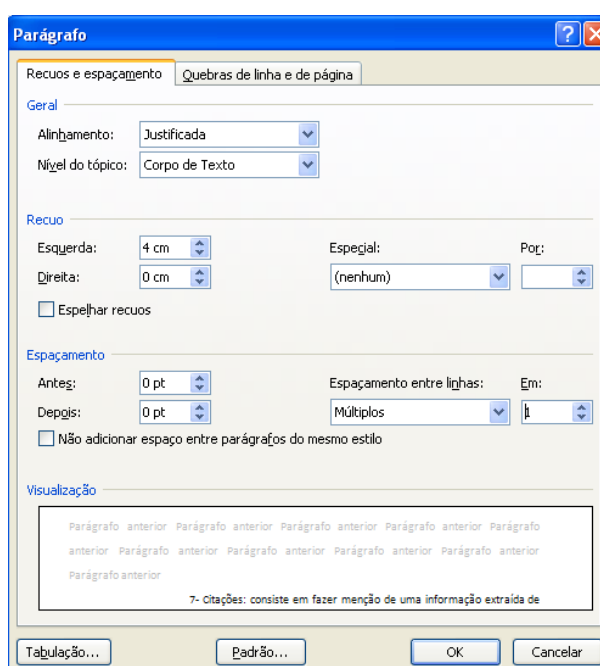 Parágrafo
Recuos e espaçamento Quebras de linha e de página
Geral
Alinhamento: Justificada
Nível do tópico: Corpo de Texto
Recuo
Esquerda: 4 cm Especial: Por:
Direita: 0 cm (nenhum)
Espelhar recuos
Espaçamento
Antes: 0 pt Espaçamento entre linhas: Em:
Depois: 0 pt Múltiplos 1
Não adicionar espaço entre parágrafos do mesmo estilo
Visualização
Parágrafo anterior Parágrafo anterior Parágrafo anterior Parágrafo anterior Parágrafo
anterior Parágrafo anterior Parágrafo anterior Parágrafo anterior Parágrafo anterior
Parágrafo anterior
7- Citações: consiste em fazer menção de uma informação extraída de
Tabulação... Padrão... OK Cancelar